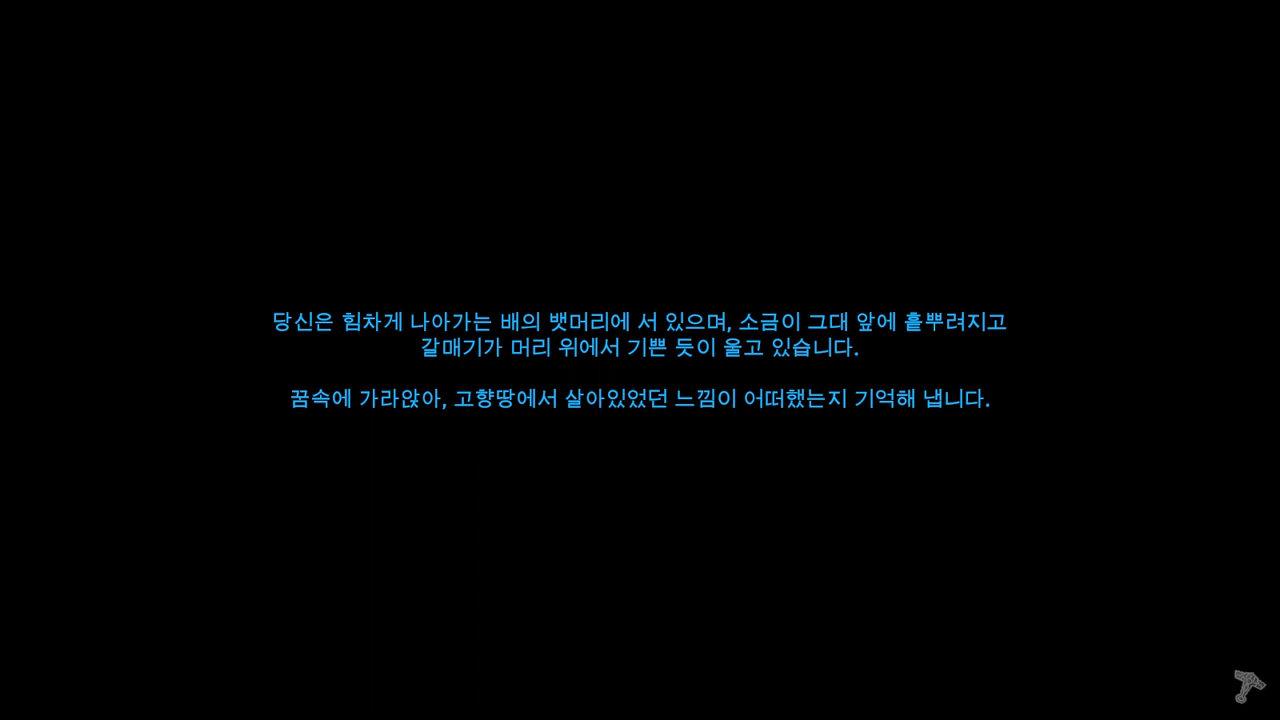 당신은 힘차게 나아가는 배의 뱃머리에 서 있으며, 소금이 그대 앞에 흩뿌려지고
갈매기가 머리 위에서 기쁜 듯이 울고 있습니다.
꿈속에 가라앉아, 고향땅에서 살아있었던 느낌이 어떠했는지 기억해 냅니다.